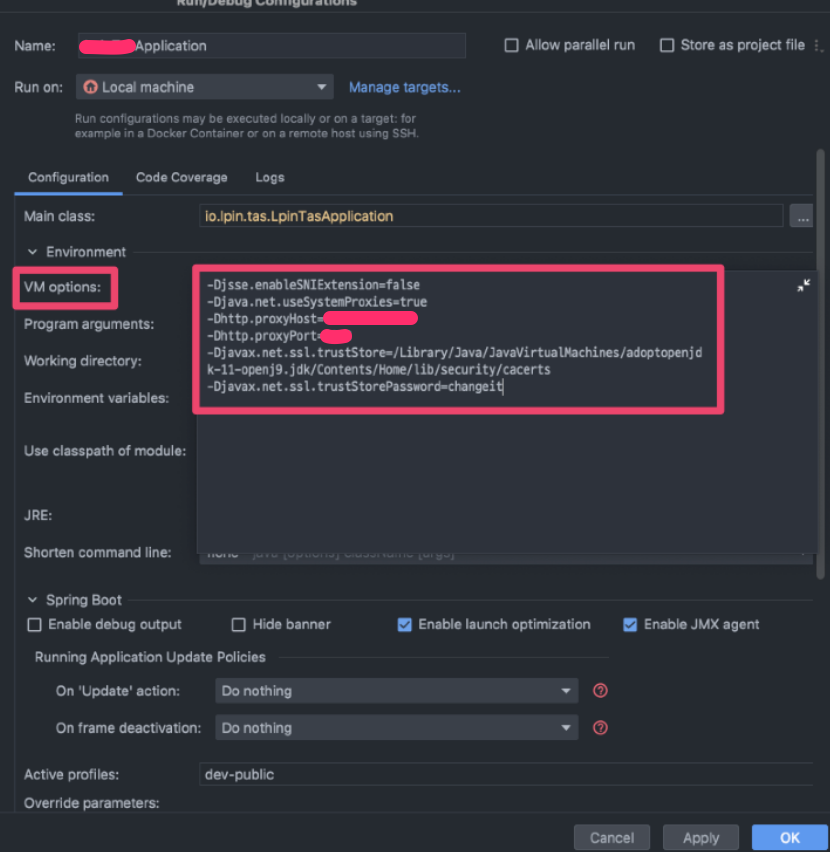 Run/Debug Configurations
Name: Application Allow parallel run Store as project file
Run on: Local machine Manage targets...
Run configurations may be executed locally or on a target: for
example in a Docker Container or on a remote host using SSH.
Configuration Code Coverage Logs
Main class: io.lpin.tas.LpinTasApplication ...
Environment
VM options:
-Djsse.enableSNIExtension=false
-Djava.net.useSystemProxies=true
-Dhttp.proxyHost=
-Dhttp.proxyPort=
-Djavax.net.ssl.trustStore=/Library/Java/JavaVirtualMachines/adoptopenjd
k-11-openj9.jdk/Contents/Home/lib/security/cacerts
-Djavax.net.ssl.trustStorePassword=changeit
Program arguments:
Working directory:
Environment variables:
Use classpath of module:
JRE:
Shorten command line: none - java [options] className [args]
Spring Boot
Enable debug output Hide banner Enable launch optimization Enable JMX agent
Running Application Update Policies
On 'Update' action: Do nothing ?
On frame deactivation: Do nothing ?
Active profiles: dev-public
Override parameters:
Cancel Apply OK